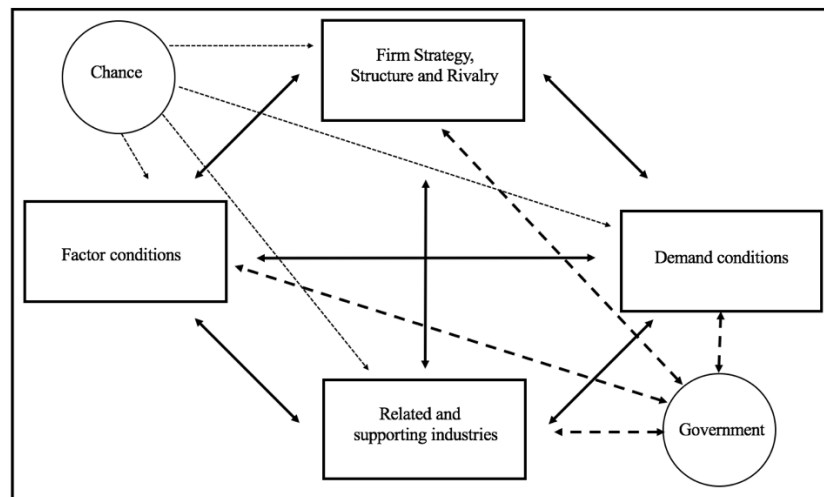 Chance
Firm Strategy,
Structure and Rivalry
Factor conditions
Demand conditions
Related and
supporting industries
Government